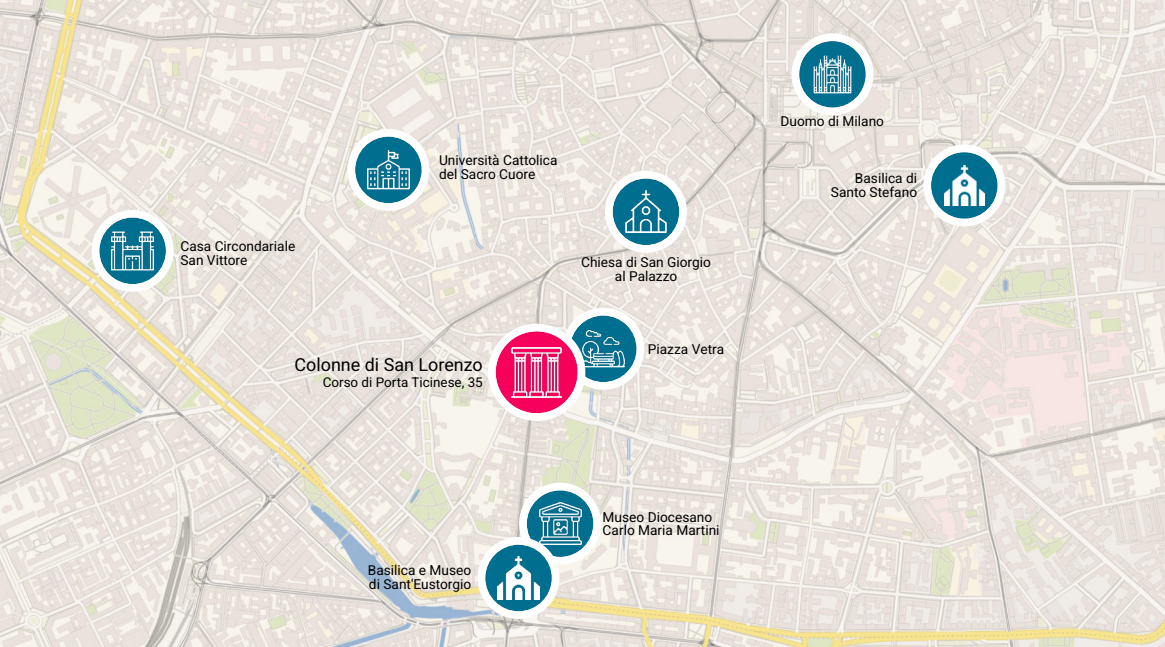 Duomo di Milano
Università Cattolica
del Sacro Cuore
Basilica di
Santo Stefano
Casa Circondariale
San Vittore
Chiesa di San Giorgio
al Palazzo
Piazza Vetra
Colonne di San Lorenzo
Corso di Porta Ticinese, 35
Museo Diocesano
Carlo Maria Martini
Basilica e Museo
di Sant'Eustorgio